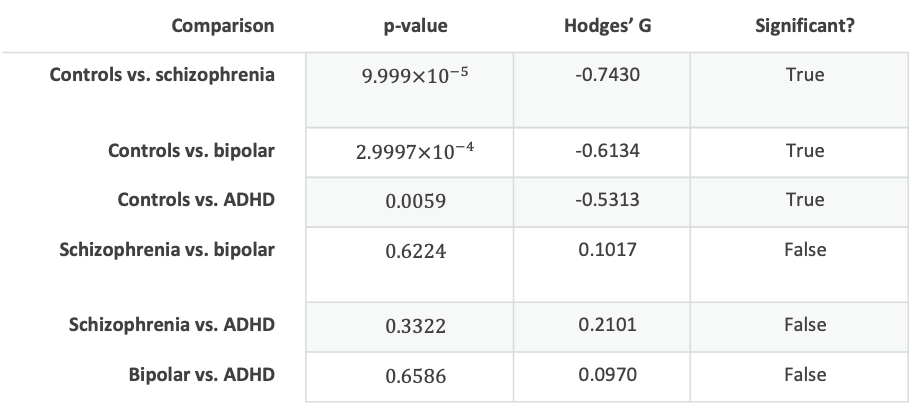 Comparison p-value Hodges’ G Significant?
Controls vs. schizophrenia 9.999×10⁻⁵ -0.7430 True
Controls vs. bipolar 2.9997×10⁻⁴ -0.6134 True
Controls vs. ADHD 0.0059 -0.5313 True
Schizophrenia vs. bipolar 0.6224 0.1017 False
Schizophrenia vs. ADHD 0.3322 0.2101 False
Bipolar vs. ADHD 0.6586 0.0970 False